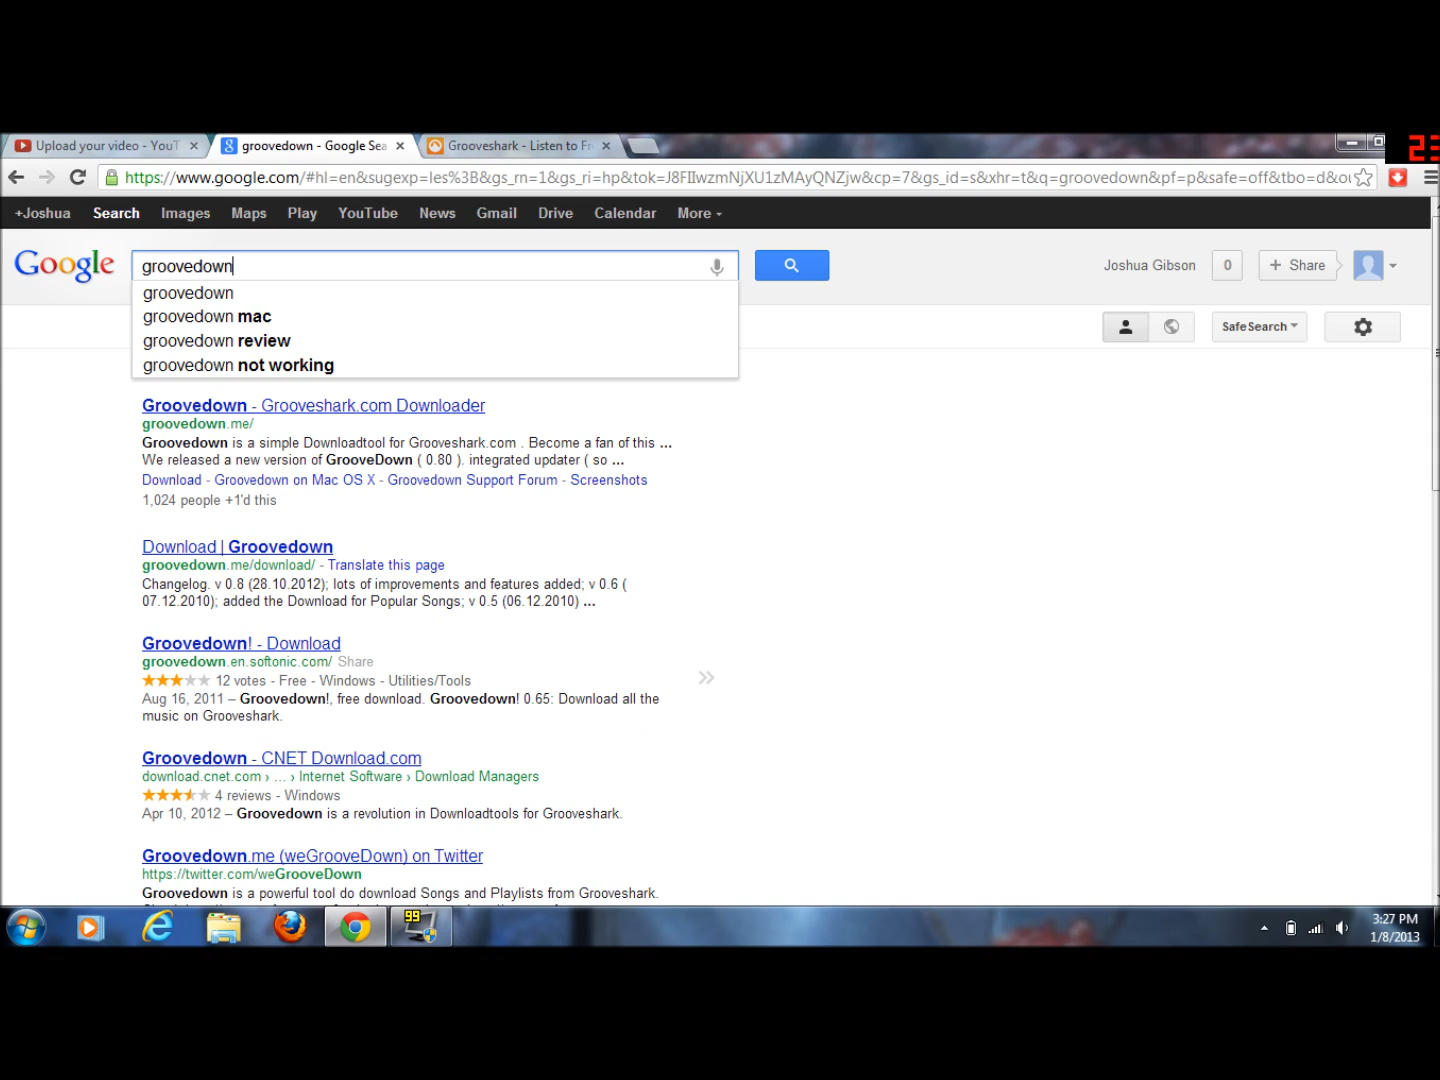 Upload your video - YouT
groovedown - Google Sea
Grooveshark - Listen to Fr
23
https://www.google.com/#hl=en&sugexp=les%3B&gs_rn=1&gs_ri=hp&tok=J8FIIwzmNjXU1zMAyQNZjw&cp=7&gs_id=s&xhr=t&q=groovedown&pf=p&safe=off&tbo=d&ou
+Joshua Search Images Maps Play YouTube News Gmail Drive Calendar More
Google
groovedown
Joshua Gibson 0 + Share
groovedown
groovedown mac
groovedown review
groovedown not working
SafeSearch
Groovedown - Grooveshark.com Downloader
groovedown.me/
Groovedown is a simple Downloadtool for Grooveshark.com . Become a fan of this ...
We released a new version of GrooveDown ( 0.80 ). integrated updater ( so ...
Download - Groovedown on Mac OS X - Groovedown Support Forum - Screenshots
1,024 people +1'd this
Download | Groovedown
groovedown.me/download/ - Translate this page
Changelog. v 0.8 (28.10.2012); lots of improvements and features added; v 0.6 (
07.12.2010); added the Download for Popular Songs; v 0.5 (06.12.2010) ...
Groovedown! - Download
groovedown.en.softonic.com/ Share
12 votes - Free - Windows - Utilities/Tools
Aug 16, 2011 – Groovedown!, free download. Groovedown! 0.65: Download all the
music on Grooveshark.
Groovedown - CNET Download.com
download.cnet.com › ... › Internet Software › Download Managers
4 reviews - Windows
Apr 10, 2012 – Groovedown is a revolution in Downloadtools for Grooveshark.
Groovedown.me (weGrooveDown) on Twitter
https://twitter.com/weGrooveDown
Groovedown is a powerful tool do download Songs and Playlists from Grooveshark.
99
3:27 PM
1/8/2013